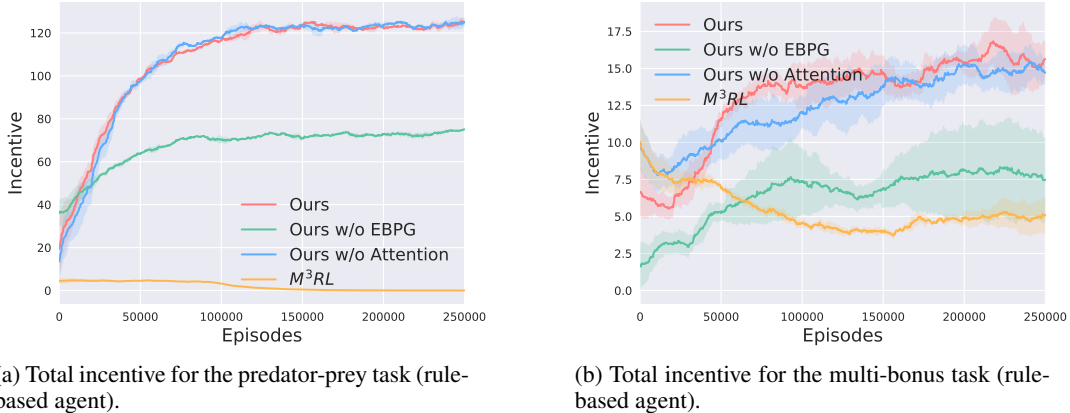 120
100
80
60
40
20
0
Incentive
Ours
Ours w/o EBPG
Ours w/o Attention
M³RL
0 50000 100000 150000 200000 250000
Episodes
(a) Total incentive for the predator-prey task (rule-
based agent).
17.5
15.0
12.5
10.0
7.5
5.0
2.5
0.0
Incentive
Ours
Ours w/o EBPG
Ours w/o Attention
M³RL
0 50000 100000 150000 200000 250000
Episodes
(b) Total incentive for the multi-bonus task (rule-
based agent).